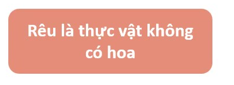 Rêu là thực vật không
có hoa